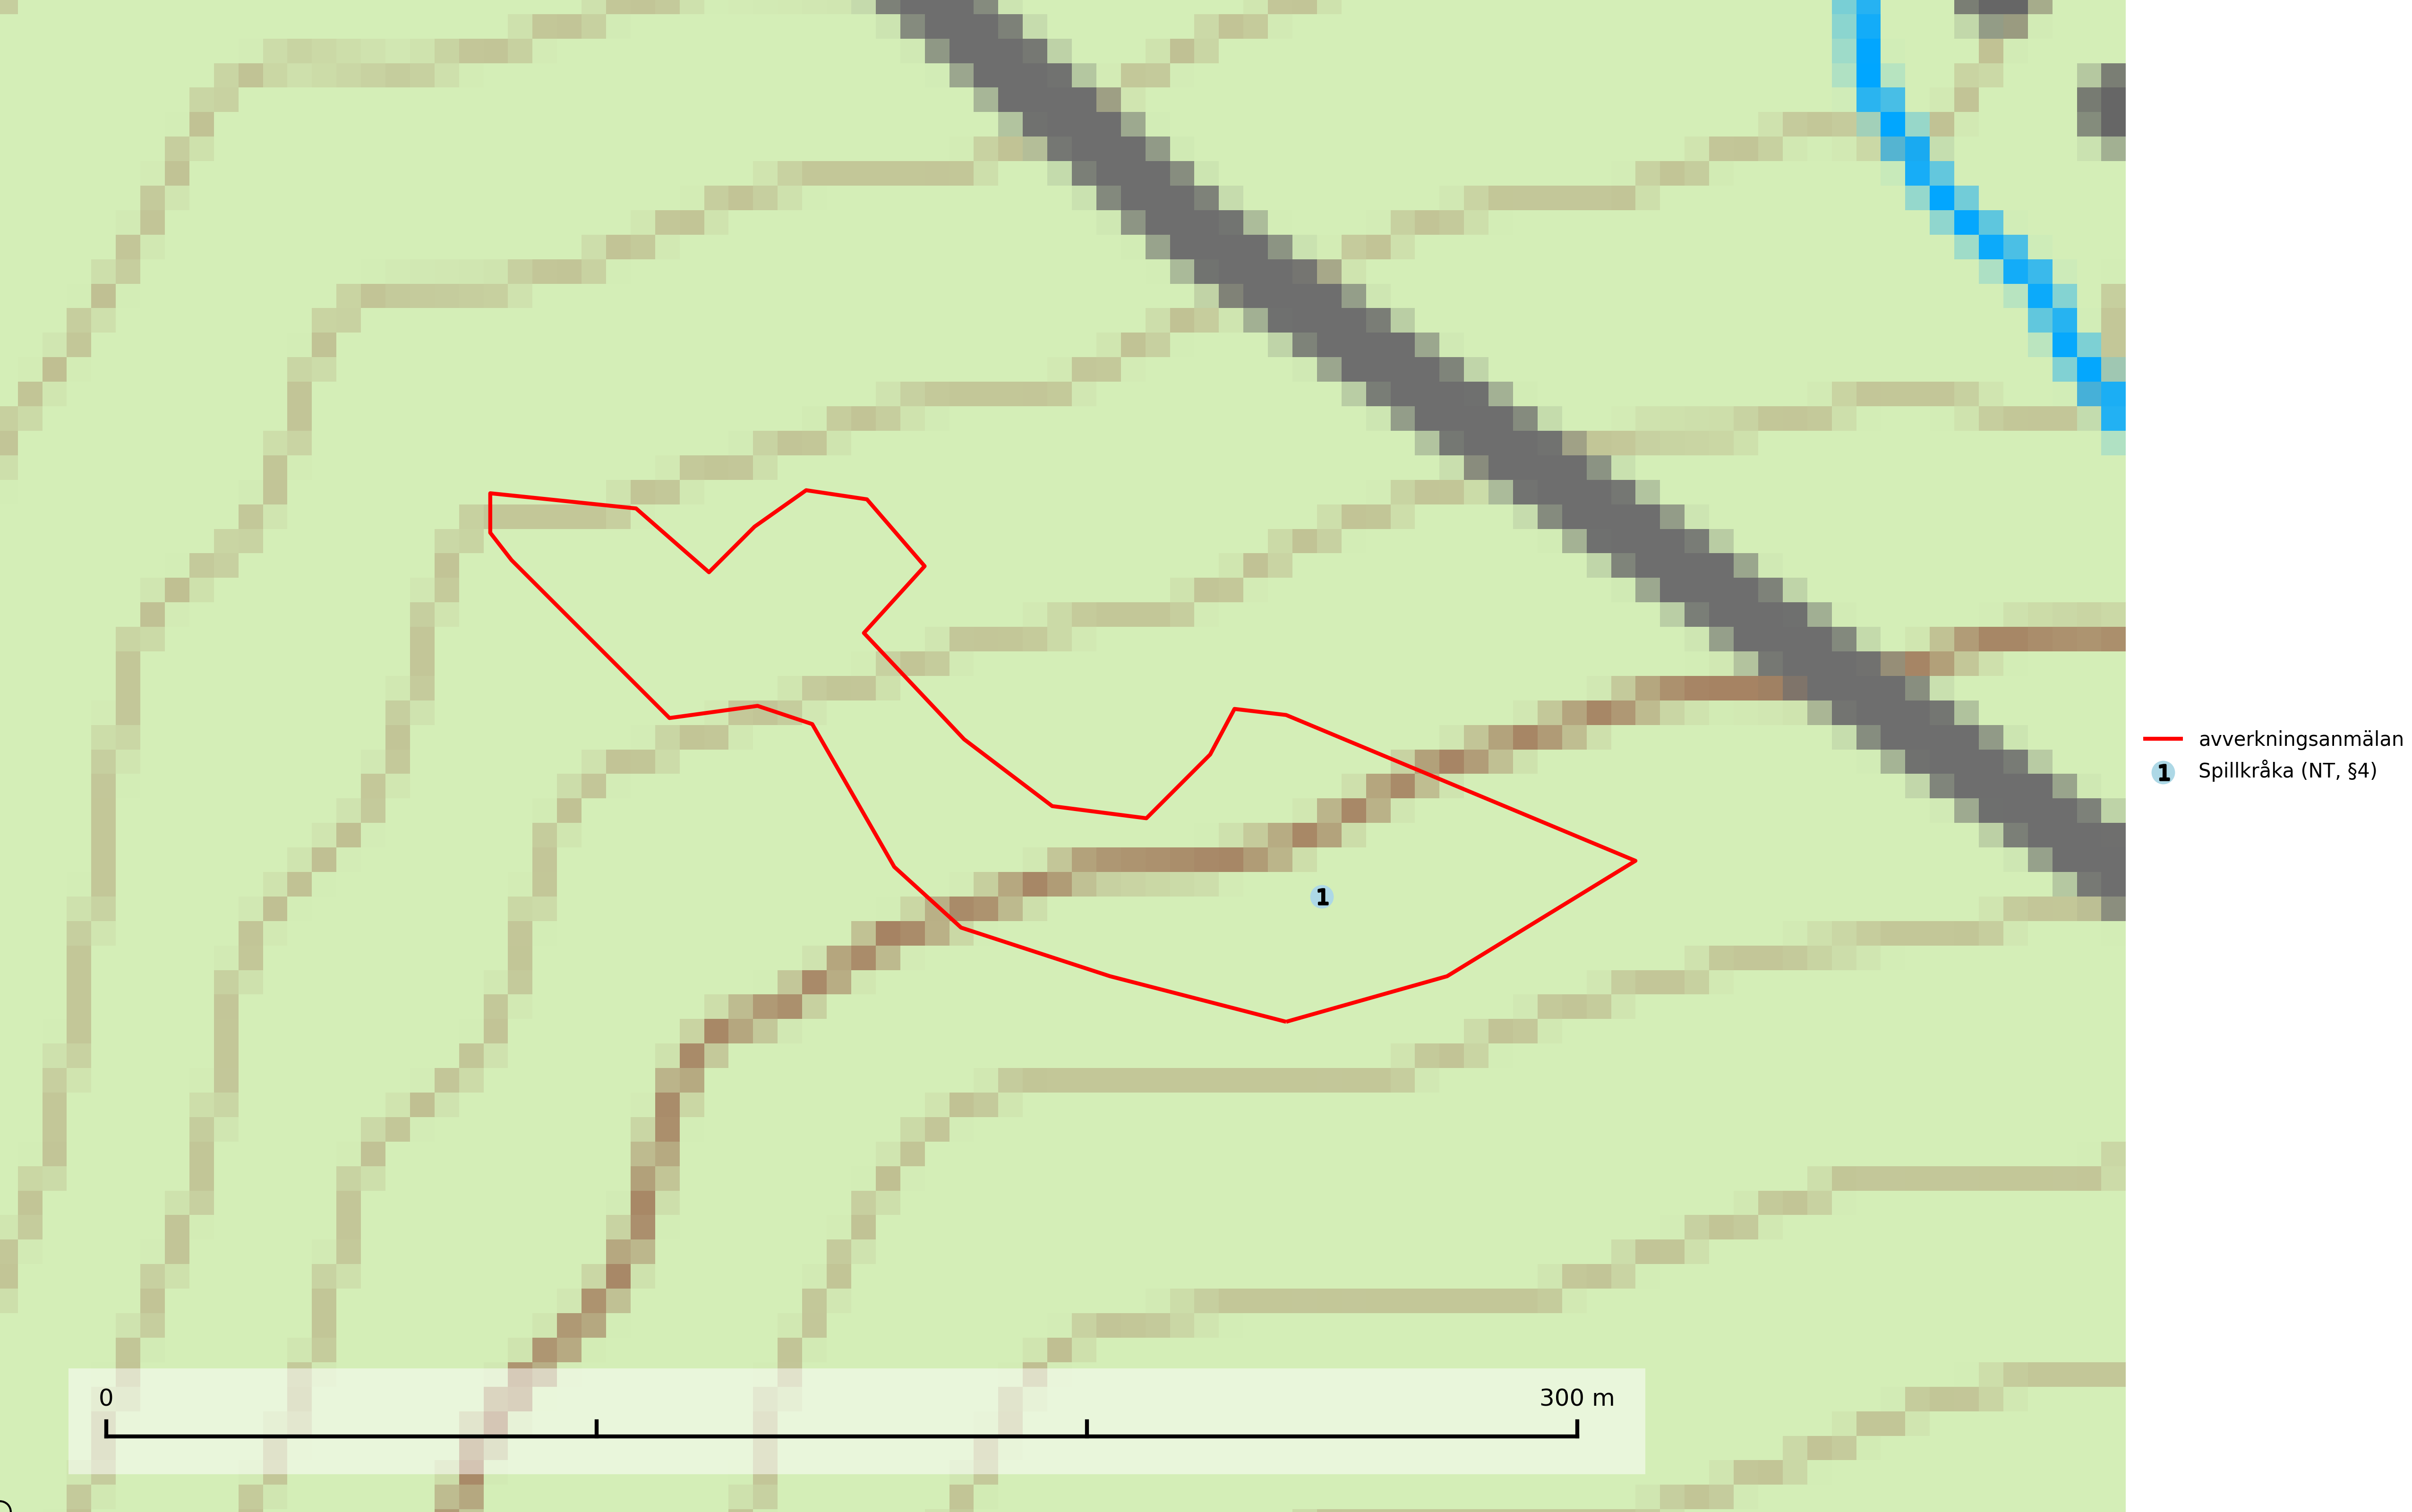 avverkningsanmälan
1 Spillkråka (NT, §4)
1
0 300 m